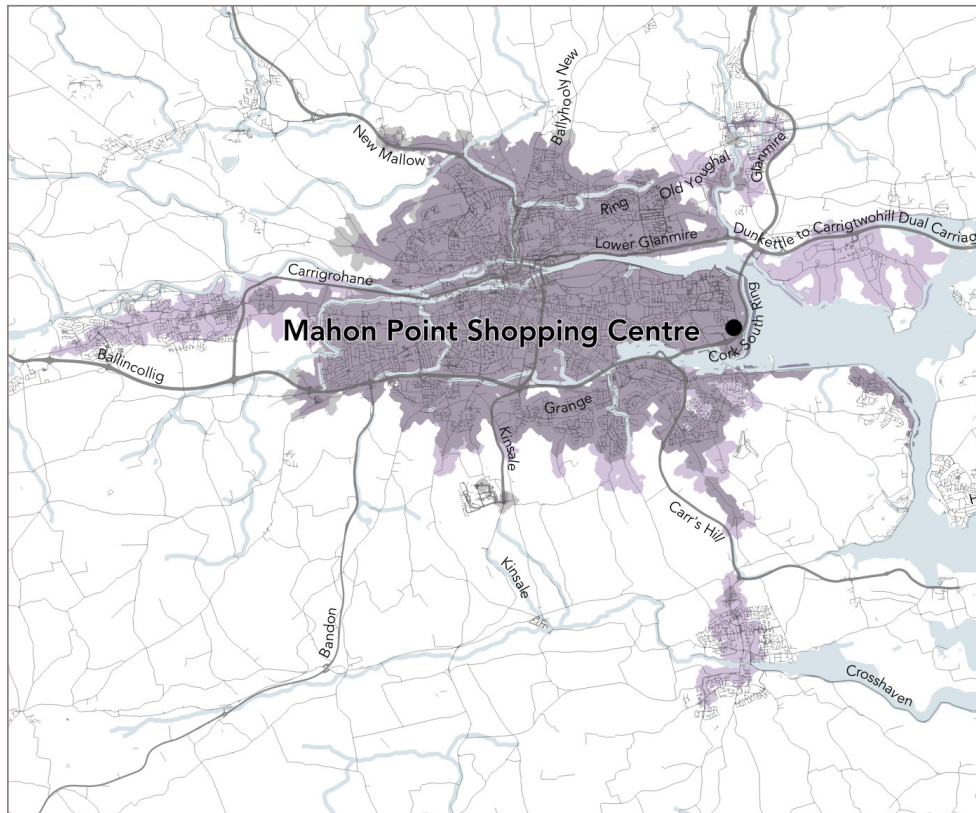 Ballyhooly New
New Mallow
Old Youghal
Glanmire
Ring
Lower Glanmire
Dunkettle to Carrigtwohill Dual Carriag
Carrigrohane
Mahon Point Shopping Centre
Cork South Ring
Ballincollig
Grange
Kinsale
H
Carr's Hill
Kinsale
Bandon
Crosshaven